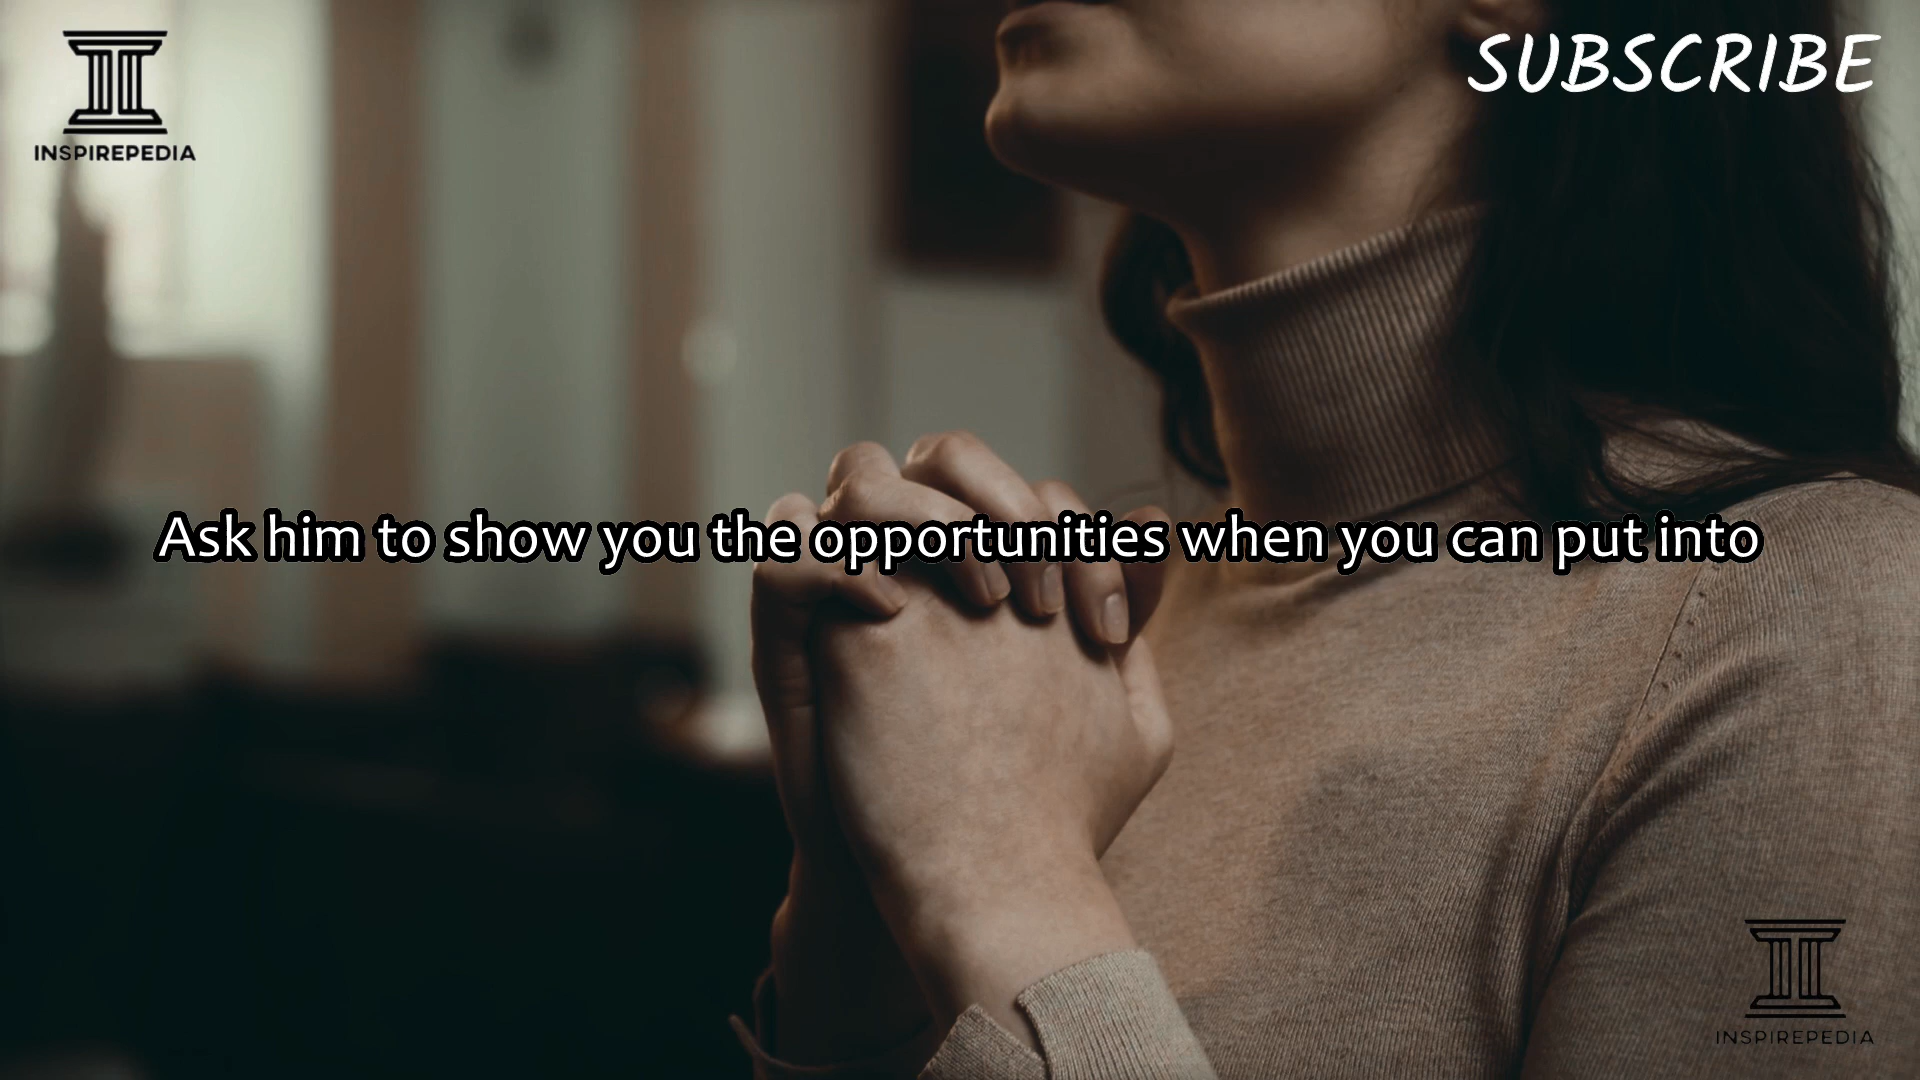 INSPIREPEDIA
SUBSCRIBE
Ask him to show you the opportunities when you can put into
INSPIREPEDIA